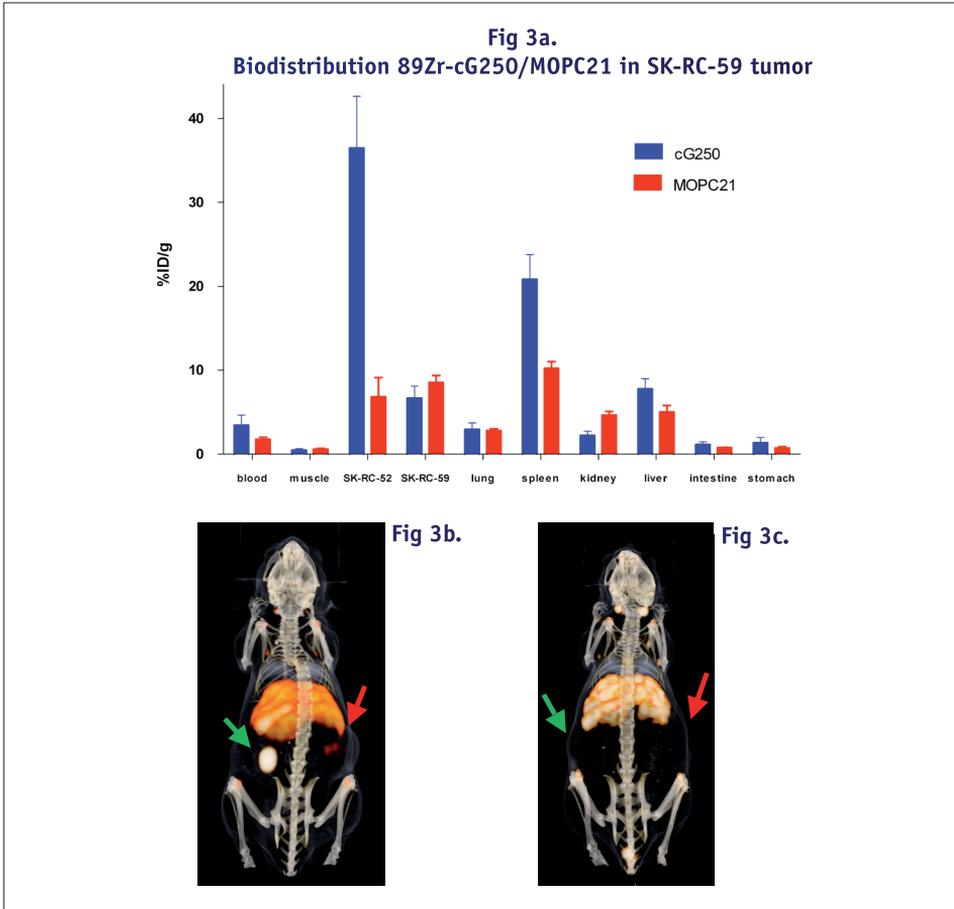 Fig 3a.
Biodistribution 89Zr-cG250/MOPC21 in SK-RC-59 tumor
40
30
20
10
0
%ID/g
cG250
MOPC21
blood muscle SK-RC-52 SK-RC-59 lung spleen kidney liver intestine stomach
Fig 3b.
Fig 3c.